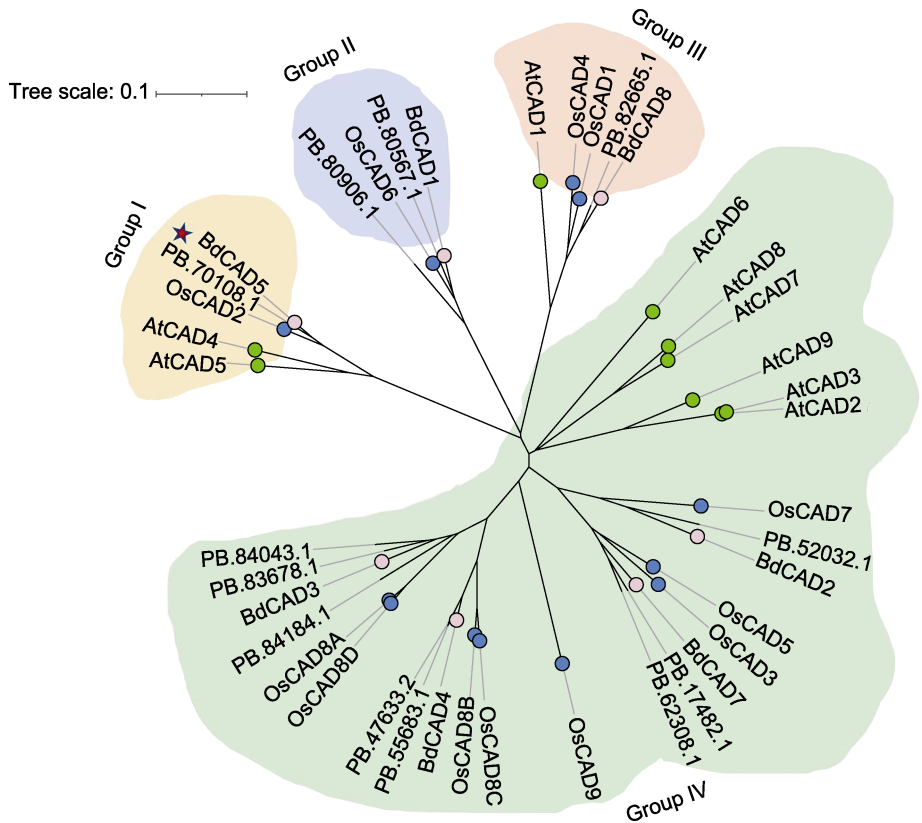 Group II
Group III
Tree scale: 0.1
AtCAD1
OsCAD4
OsCAD1
PB.82665.1
BdCAD8
PB.80906.1
OsCAD6
PB.80567.1
BdCAD1
Group I
BdCAD5
PB.70108.1
OsCAD2
AtCAD4
AtCAD5
AtCAD6
AtCAD8
AtCAD7
AtCAD9
AtCAD3
AtCAD2
OsCAD7
PB.52032.1
BdCAD2
OsCAD5
OsCAD3
BdCAD7
PB.17482.1
PB.62308.1
OsCAD9
OsCAD8C
OsCAD8B
BdCAD4
PB.55683.1
PB.47633.2
OsCAD8D
OsCAD8A
PB.84184.1
BdCAD3
PB.83678.1
PB.84043.1
Group IV